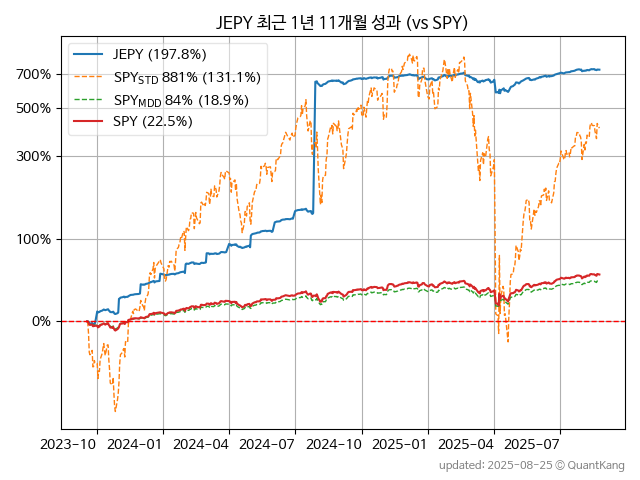 JEPY 최근 1년 11개월 성과 (vs SPY)
JEPY (197.8%)
SPY_STD 881% (131.1%)
SPY_MDD 84% (18.9%)
SPY (22.5%)
700%
500%
300%
100%
0%
2023-10 2024-01 2024-04 2024-07 2024-10 2025-01 2025-04 2025-07
updated: 2025-08-25 © QuantKang